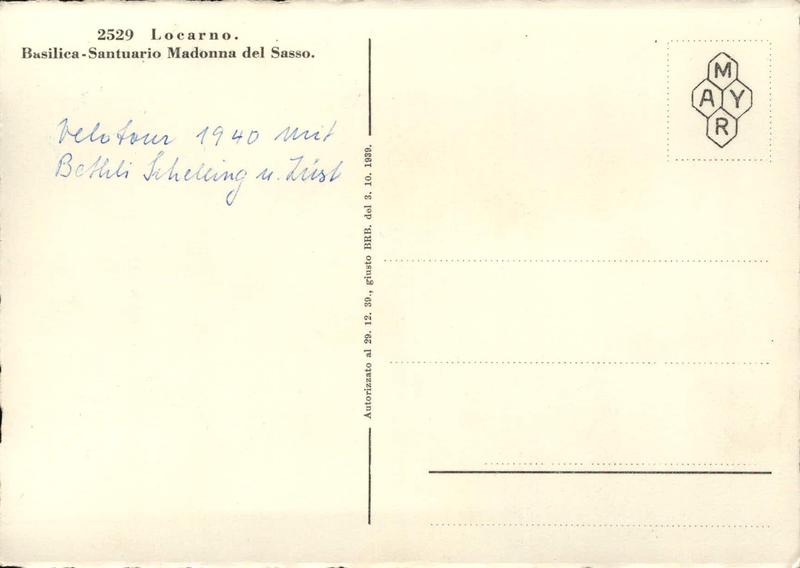 2529 Locarno.
Basilica-Santuario Madonna del Sasso.
Velotour 1940 mit
Bethli Schelling u. Züst
Autorizzato al 29. 12. 39., giusto BRB. del 3. 10. 1939.
M
A Y
R